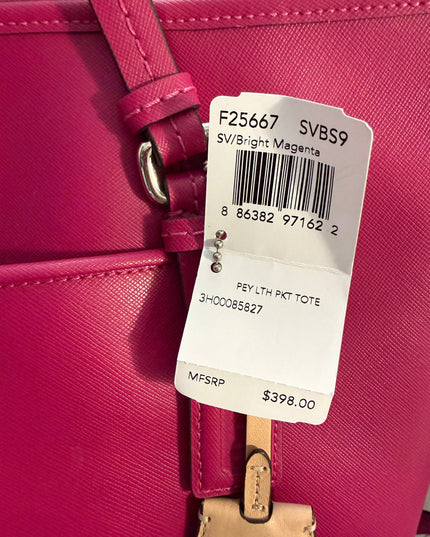 F25667 SVBS9
SV/Bright Magenta
8 86382 97162 2
PEY LTH PKT TOTE
3H00085827
MFSRP $398.00